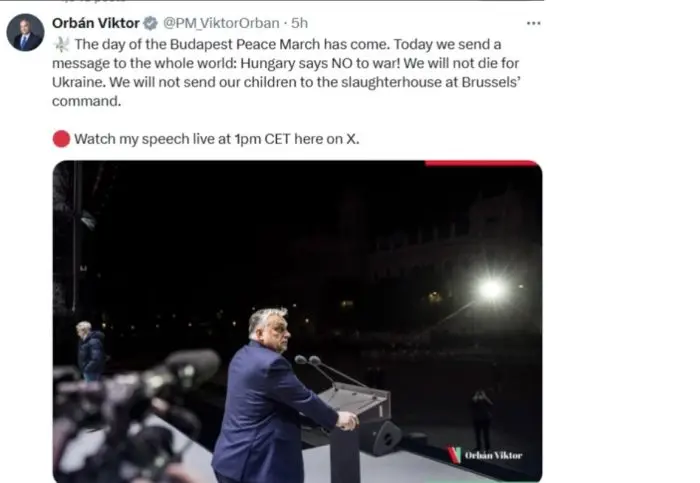 Orbán Viktor @PM_ViktorOrban · 5h
The day of the Budapest Peace March has come. Today we send a
message to the whole world: Hungary says NO to war! We will not die for
Ukraine. We will not send our children to the slaughterhouse at Brussels'
command.
Watch my speech live at 1pm CET here on X.
Orbán Viktor